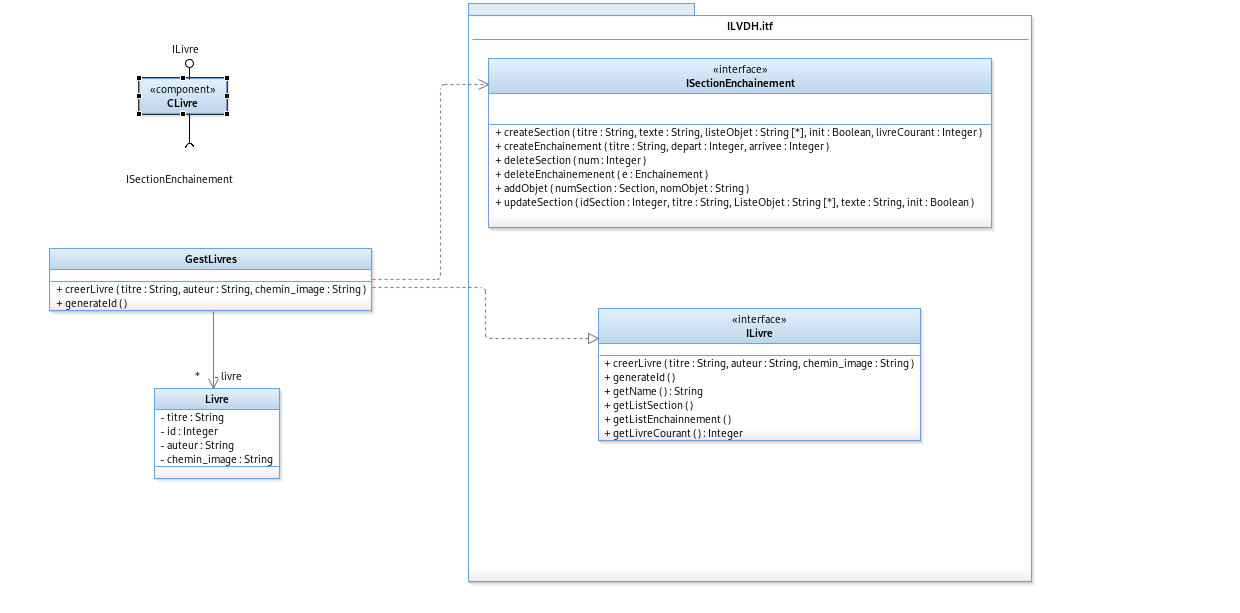 ILivre
«component»
CLivre
ISectionEnchainement
GestLivres
+ creerLivre ( titre : String, auteur : String, chemin_image : String )
+ generateId ( )
* - livre
Livre
- titre : String
- id : Integer
- auteur : String
- chemin_image : String
ILVDH.itf
«interface»
ISectionEnchainement
+ createSection ( titre : String, texte : String, listeObjet : String [*], init : Boolean, livreCourant : Integer )
+ createEnchainement ( titre : String, depart : Integer, arrivee : Integer )
+ deleteSection ( num : Integer )
+ deleteEnchainemenent ( e : Enchainement )
+ addObjet ( numSection : Section, nomObjet : String )
+ updateSection ( idSection : Integer, titre : String, ListeObjet : String [*], texte : String, init : Boolean )
«interface»
ILivre
+ creerLivre ( titre : String, auteur : String, chemin_image : String )
+ generateId ( )
+ getName ( ) : String
+ getListSection ( )
+ getListEnchainnement ( )
+ getLivreCourant ( ) : Integer